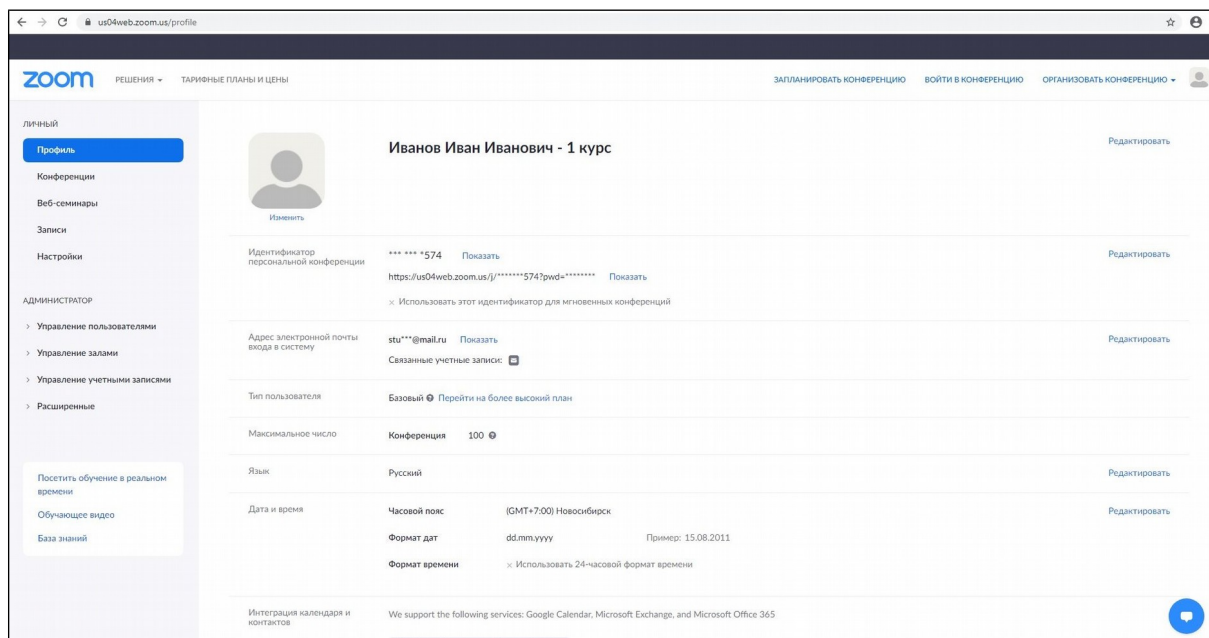 us04web.zoom.us/profile
zoom РЕШЕНИЯ ТАРИФНЫЕ ПЛАНЫ И ЦЕНЫ ЗАПЛАНИРОВАТЬ КОНФЕРЕНЦИЮ ВОЙТИ В КОНФЕРЕНЦИЮ ОРГАНИЗОВАТЬ КОНФЕРЕНЦИЮ
ЛИЧНЫЙ
Профиль
Конференции
Веб-семинары
Записи
Настройки
АДМИНИСТРАТОР
Управление пользователями
Управление залами
Управление учетными записями
Расширенные
Посетить обучение в реальном
времени
Обучающее видео
База знаний
Изменить
Иванов Иван Иванович - 1 курс
Редактировать
Идентификатор
персональной конференции
*** *** *574 Показать
Редактировать
https://us04web.zoom.us/j/*******574?pwd=******** Показать
× Использовать этот идентификатор для мгновенных конференций
Адрес электронной почты
входа в систему
stu***@mail.ru Показать
Редактировать
Связанные учетные записи:
Тип пользователя
Базовый Перейти на более высокий план
Максимальное число
Конференция 100
Язык
Русский
Редактировать
Дата и время
Часовой пояс (GMT+7:00) Новосибирск
Редактировать
Формат дат dd.mm.yyyy Пример: 15.08.2011
Формат времени × Использовать 24-часовой формат времени
Интеграция календаря и
контактов
We support the following services: Google Calendar, Microsoft Exchange, and Microsoft Office 365